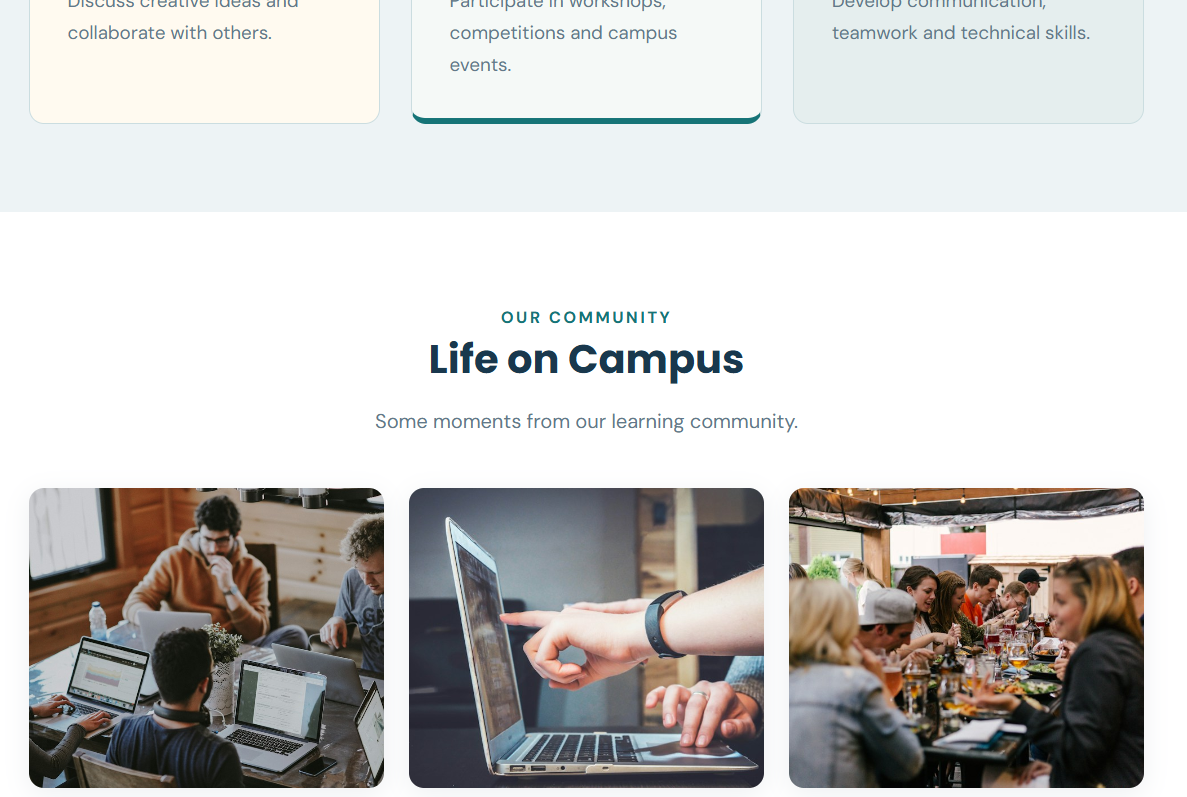 Discuss creative ideas and
collaborate with others.
Participate in workshops,
competitions and campus
events.
Develop communication,
teamwork and technical skills.
OUR COMMUNITY
Life on Campus
Some moments from our learning community.